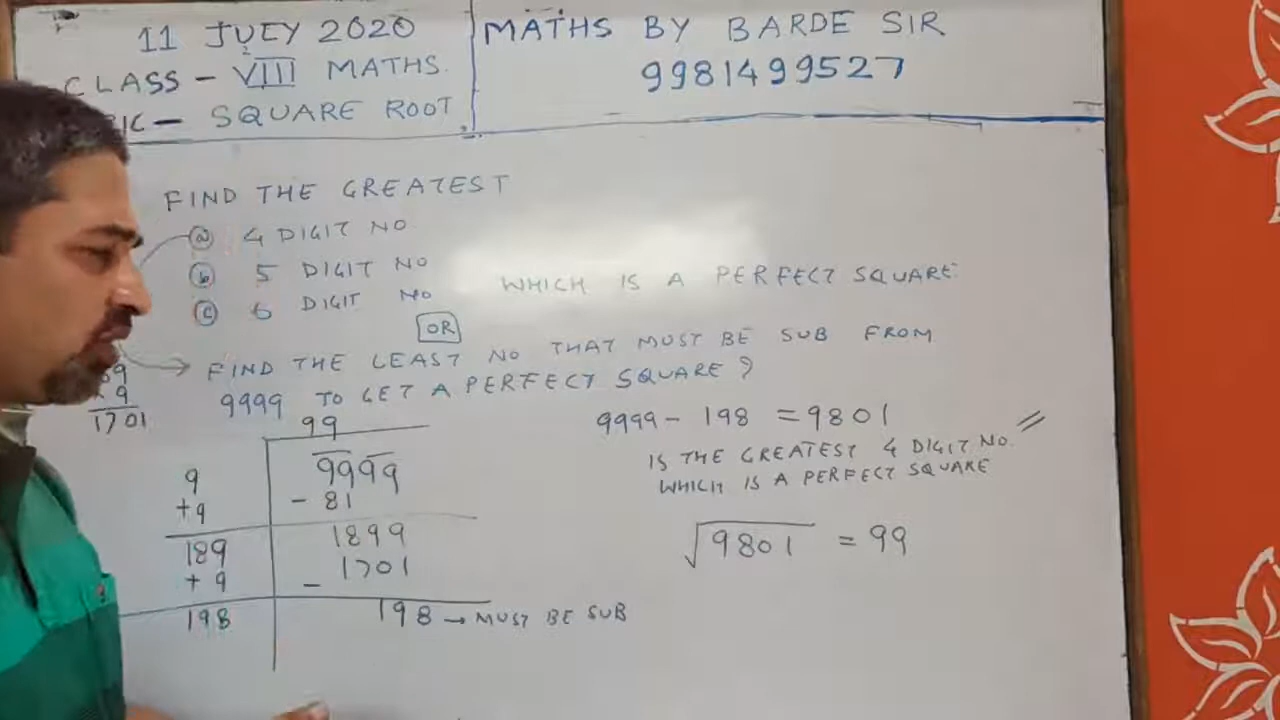 11 JULY 2020
CLASS - VIII MATHS.
IC - SQUARE ROOT
MATHS BY BARDE SIR
9981499527
FIND THE GREATEST
(a) 4 DIGIT NO.
(b) 5 DIGIT NO
(c) 6 DIGIT NO
WHICH IS A PERFECT SQUARE
OR
FIND THE LEAST NO THAT MUST BE SUB FROM
9999 TO GET A PERFECT SQUARE ?
89
× 9
1701
99
9
9999
+9
- 81
189
1899
+ 9
- 1701
198
198 → MUST BE SUB
9999 - 198 = 9801
IS THE GREATEST 4 DIGIT NO.
WHICH IS A PERFECT SQUARE
√9801 = 99